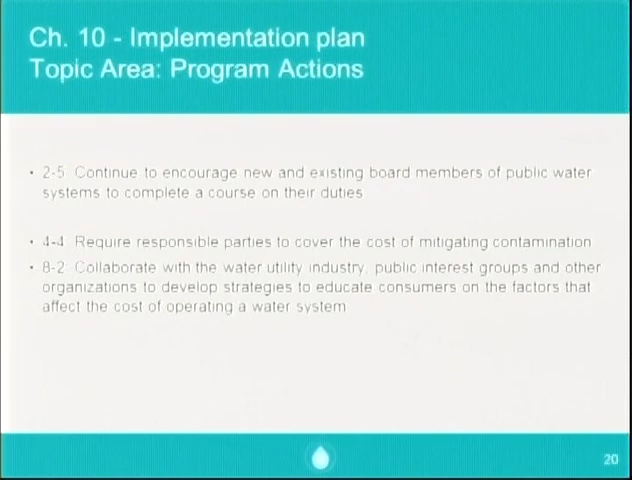 Ch. 10 - Implementation plan
Topic Area: Program Actions
• 2-5 Continue to encourage new and existing board members of public water
systems to complete a course on their duties
• 4-4 Require responsible parties to cover the cost of mitigating contamination
• 8-2 Collaborate with the water utility industry, public interest groups and other
organizations to develop strategies to educate consumers on the factors that
affect the cost of operating a water system
20